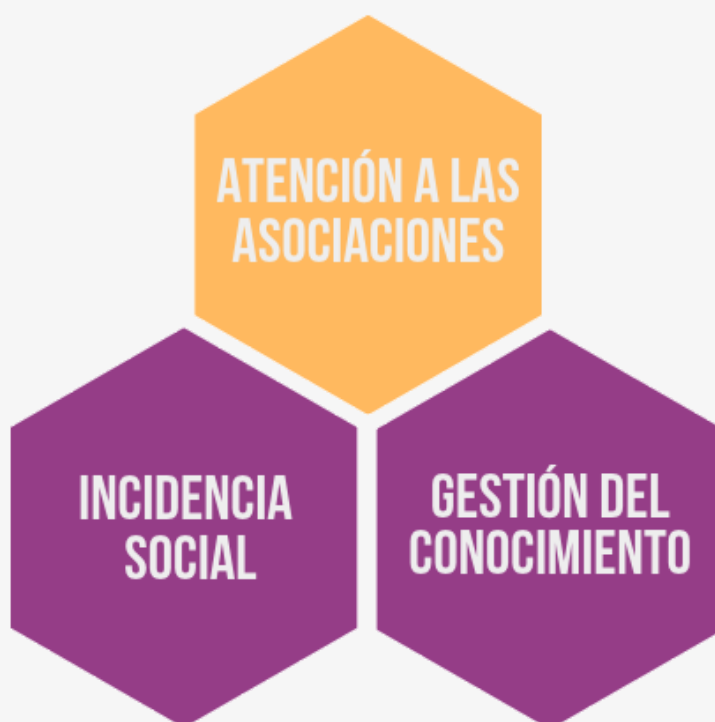 ATENCIÓN A LAS
ASOCIACIONES
INCIDENCIA
SOCIAL
GESTIÓN DEL
CONOCIMIENTO